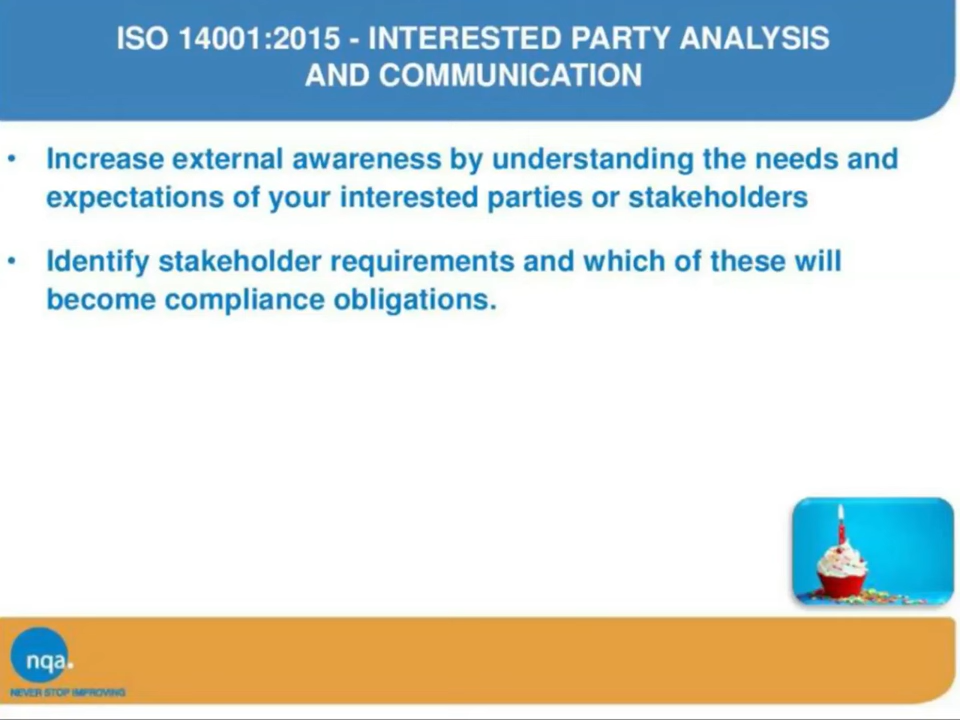 ISO 14001:2015 - INTERESTED PARTY ANALYSIS
AND COMMUNICATION
• Increase external awareness by understanding the needs and
expectations of your interested parties or stakeholders
• Identify stakeholder requirements and which of these will
become compliance obligations.
nqa.
NEVER STOP IMPROVING